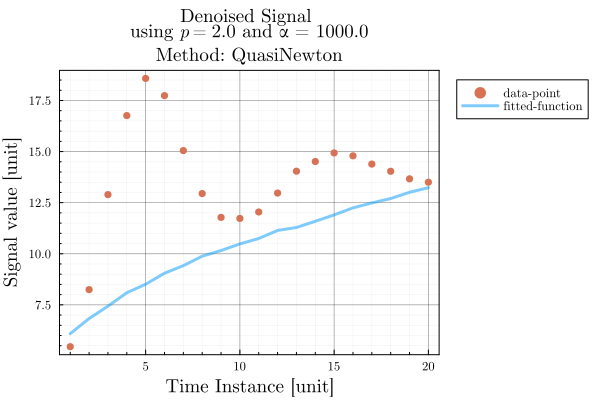 Denoised Signal
using p = 2.0 and α = 1000.0
Method: QuasiNewton
data-point
fitted-function
Signal value [unit]
17.5
15.0
12.5
10.0
7.5
5
10
15
20
Time Instance [unit]